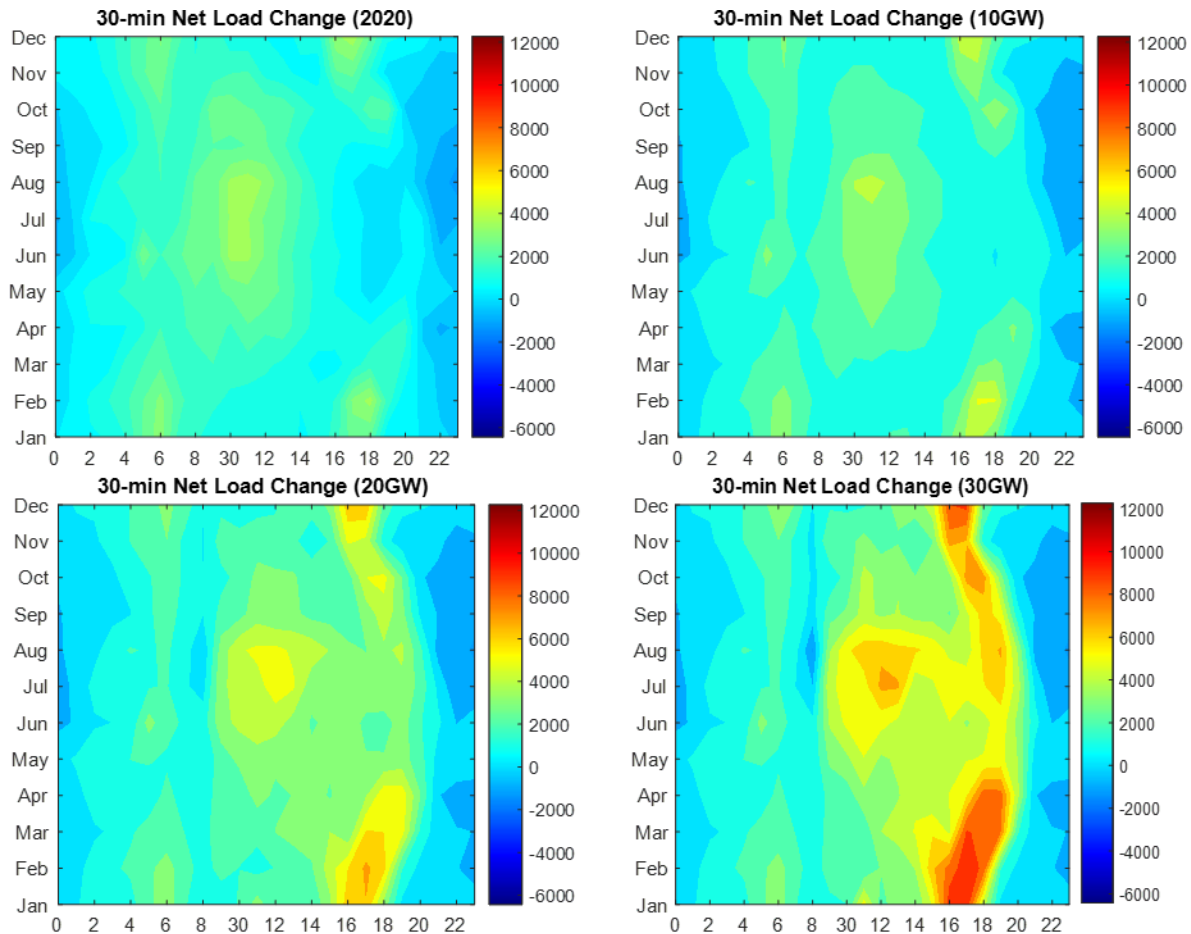 30-min Net Load Change (2020)
Dec
Nov
Oct
Sep
Aug
Jul
Jun
May
Apr
Mar
Feb
Jan
0 2 4 6 8 30 12 14 16 18 20 22
12000
10000
8000
6000
4000
2000
0
-2000
-4000
-6000
30-min Net Load Change (10GW)
Dec
Nov
Oct
Sep
Aug
Jul
Jun
May
Apr
Mar
Feb
Jan
0 2 4 6 8 30 12 14 16 18 20 22
12000
10000
8000
6000
4000
2000
0
-2000
-4000
-6000
30-min Net Load Change (20GW)
Dec
Nov
Oct
Sep
Aug
Jul
Jun
May
Apr
Mar
Feb
Jan
0 2 4 6 8 30 12 14 16 18 20 22
12000
10000
8000
6000
4000
2000
0
-2000
-4000
-6000
30-min Net Load Change (30GW)
Dec
Nov
Oct
Sep
Aug
Jul
Jun
May
Apr
Mar
Feb
Jan
0 2 4 6 8 30 12 14 16 18 20 22
12000
10000
8000
6000
4000
2000
0
-2000
-4000
-6000